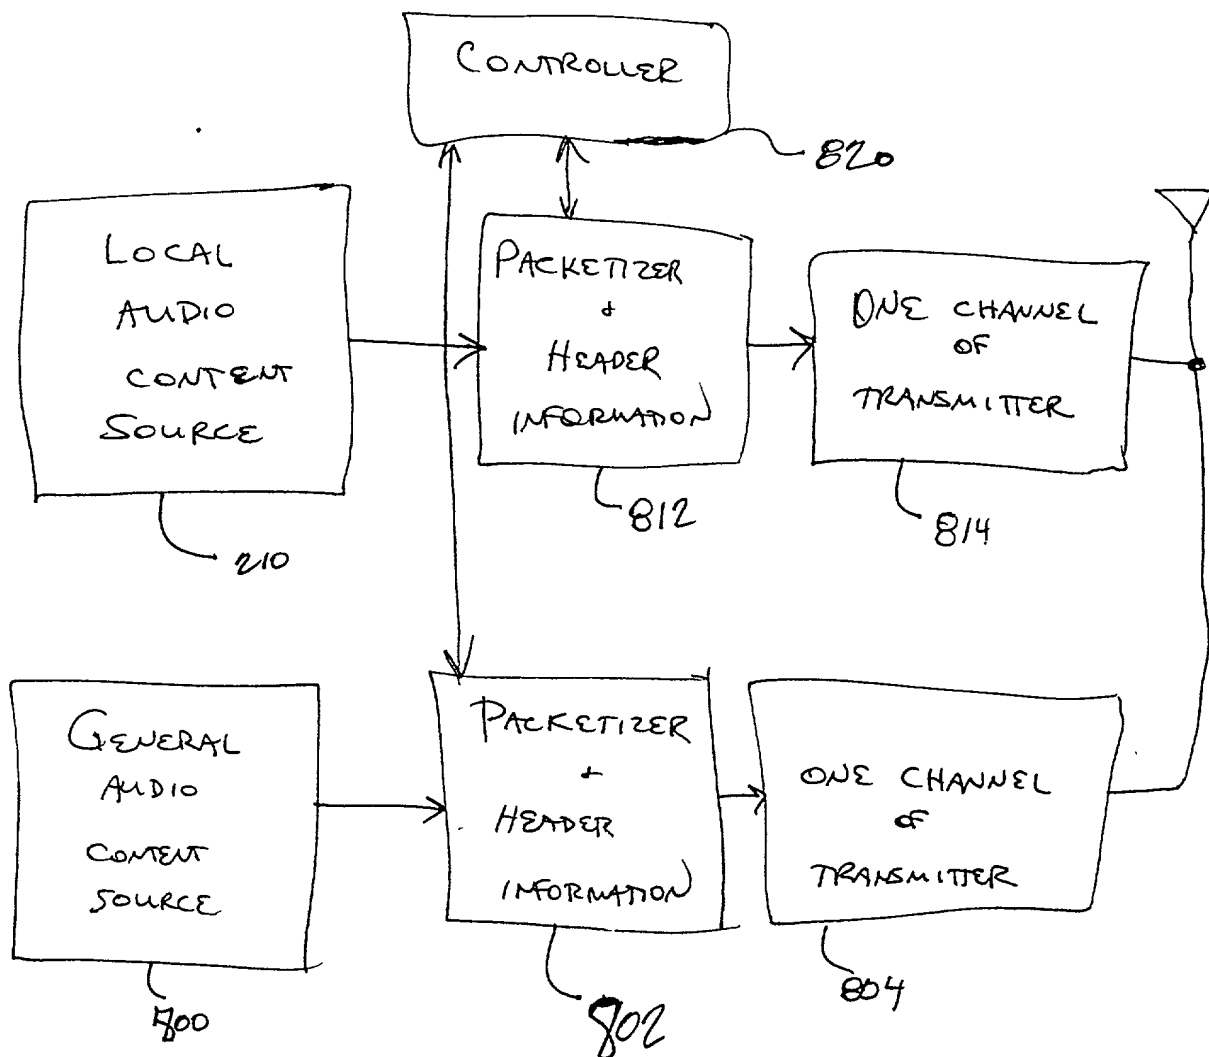 CONTROLLER
820
LOCAL
AUDIO
CONTENT
SOURCE
210
PACKETIZER
+
HEADER
INFORMATION
812
ONE CHANNEL
OF
TRANSMITTER
814
GENERAL
AUDIO
CONTENT
SOURCE
800
PACKETIZER
+
HEADER
INFORMATION
802
ONE CHANNEL
OF
TRANSMITTER
804